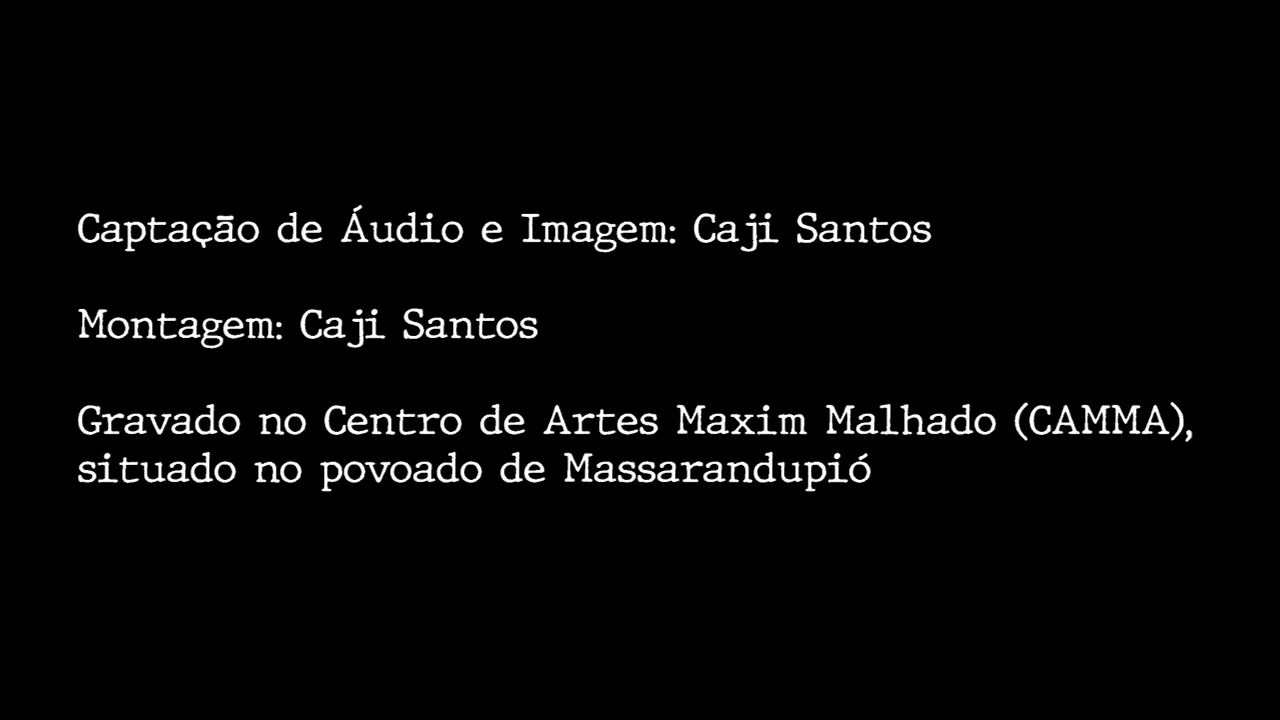 Captação de Áudio e Imagem: Caji Santos
Montagem: Caji Santos
Gravado no Centro de Artes Maxim Malhado (CAMMA),
situado no povoado de Massarandupió